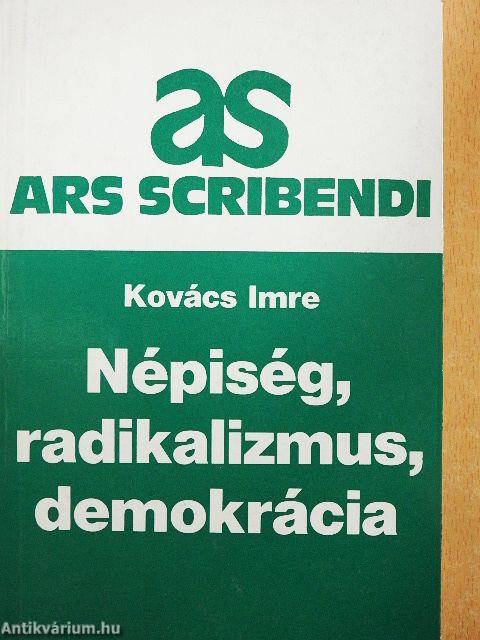 as
ARS SCRIBENDI
Kovács Imre
Népiség,
radikalizmus,
demokrácia
Antikvárium.hu